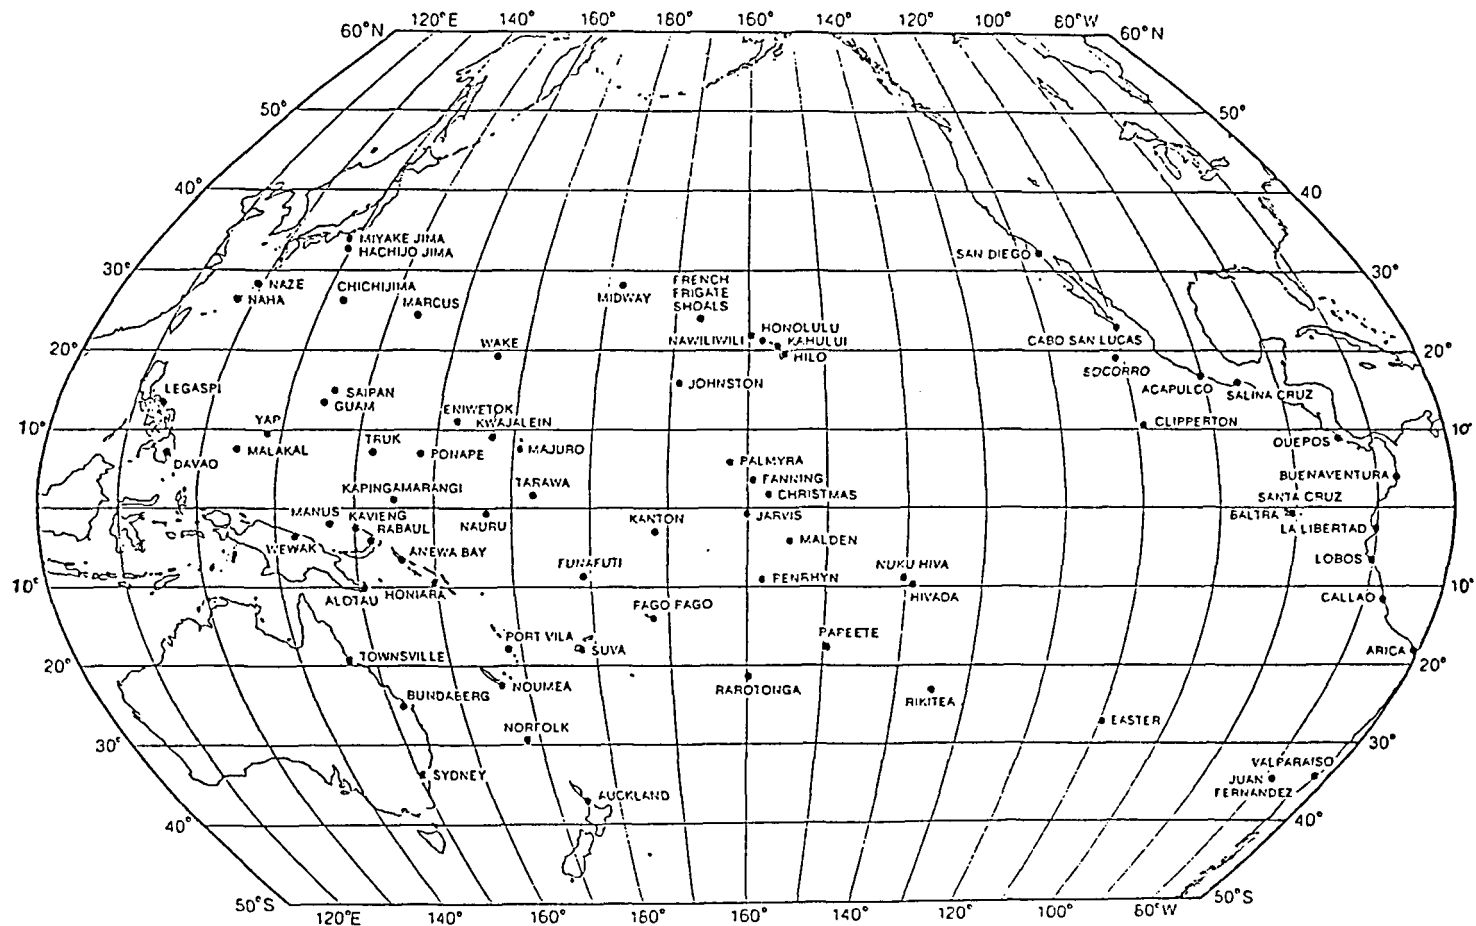 60°N 120°E 140° 160° 180° 160° 140° 120° 100° 80°W 60°N
50° 50°
40° 40
MIYAKE JIMA
HACHIJO JIMA
SAN DIEGO
30° 30°
NAZE
NAHA
CHICHIJIMA
MARCUS
MIDWAY
FRENCH
FRIGATE
SHOALS
HONOLULU
NAWILIWILI
KAHULUI
HILO
WAKE
CABO SAN LUCAS
20° 20°
SOCORRO
JOHNSTON
ACAPULCO
SALINA CRUZ
LEGASPI
SAIPAN
GUAM
ENIWETOK
KWAJALEIN
YAP
CLIPPERTON
10° 10°
TRUK
PONAPE
MAJURO
QUEPOS
MALAKAL
DAVAO
PALMYRA
FANNING
CHRISTMAS
BUENAVENTURA
KAPINGAMARANGI
TARAWA
SANTA CRUZ
BALTRA
MANUS
KAVIENG
RABAUL
NAURU
KANTON
JARVIS
LA LIBERTAD
WEWAK
ANEWA BAY
MALDEN
LOBOS
FUNAFUTI
PENRHYN
NUKU HIVA
HIVAOA
10° 10°
ALOTAU
HONIARA
CALLAO
PAGO PAGO
PAPEETE
PORT VILA
SUVA
ARICA
TOWNSVILLE
20° 20°
NOUMEA
BUNDABERG
RAROTONGA
RIKITEA
EASTER
NORFOLK
30° 30°
VALPARAISO
JUAN
FERNANDEZ
SYDNEY
AUCKLAND
40° 40°
50°S 120°E 140° 160° 160° 160° 140° 120° 100° 80°W 50°S